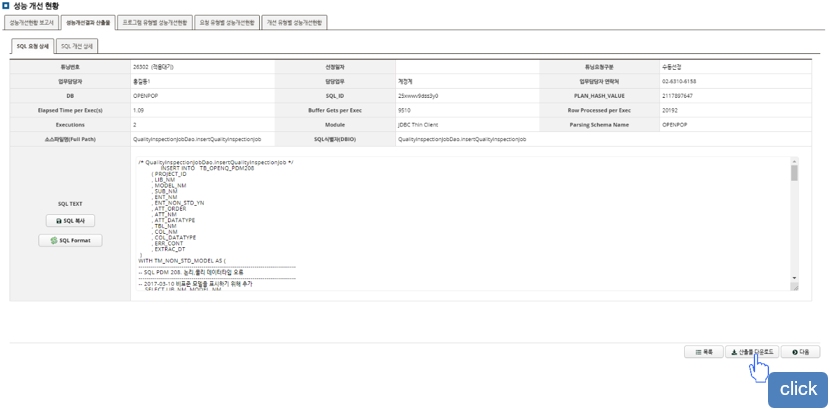 성능 개선 현황
성능개선현황 보고서 성능개선결과 산출물 프로그램 유형별 성능개선현황 요청 유형별 성능개선현황 개선 유형별 성능개선현황
SQL 요청 상세 SQL 개선 상세
튜닝번호 26302 (적용대기) 선정일자 튜닝요청구분 수동선정
업무담당자 홍길동1 담당업무 계정계 업무담당자 연락처 02-6310-6158
DB OPENPOP SQL_ID 25xwwv9dss3y0 PLAN_HASH_VALUE 2117897647
Elapsed Time per Exec(s) 1.09 Buffer Gets per Exec 9510 Row Processed per Exec 20192
Executions 2 Module JDBC Thin Client Parsing Schema Name OPENPOP
소스파일명(Full Path) QualityInspectionJobDao.insertQualityInspectionJob SQL식별자(DBIO) QualityInspectionJobDao.insertQualityInspectionJob
SQL TEXT
SQL 복사
SQL Format
/* QualityInspectionJobDao.insertQualityInspectionJob */
INSERT INTO TB_OPENQ_PDM208
( PROJECT_ID
, LIB_NM
, MODEL_NM
, SUB_NM
, ENT_NM
, ENT_NON_STD_YN
, ATT_ORDER
, ATT_NM
, ATT_DATATYPE
, TBL_NM
, COL_NM
, COL_DATATYPE
, ERR_CONT
, EXTRAC_DT
)
WITH TM_NON_STD_MODEL AS (
-- SQL PDM 208. 논리,물리 데이터타입 오류
-- 2017-03-10 비표준 모델을 표시하기 위해 추가
SELECT LIB_NM, MODEL_NM
목록 산출물 다운로드 다음
click